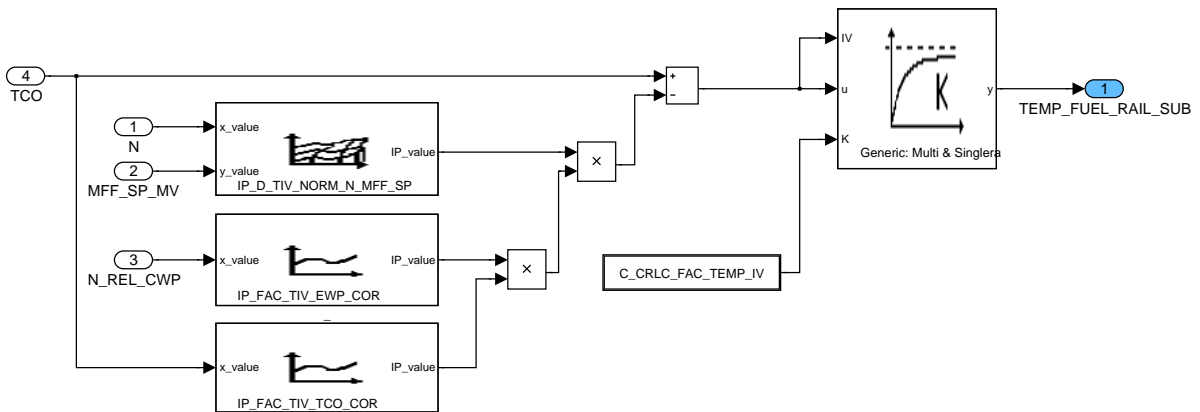 4
TCO
1
N
2
MFF_SP_MV
x_value
y_value
IP_value
IP_D_TIV_NORM_N_MFF_SP
×
+
−
3
N_REL_CWP
x_value
IP_value
IP_FAC_TIV_EWP_COR
_
×
x_value
IP_value
IP_FAC_TIV_TCO_COR
C_CRLC_FAC_TEMP_IV
IV
u
K
K
y
Generic: Multi & Singlera
1
TEMP_FUEL_RAIL_SUB